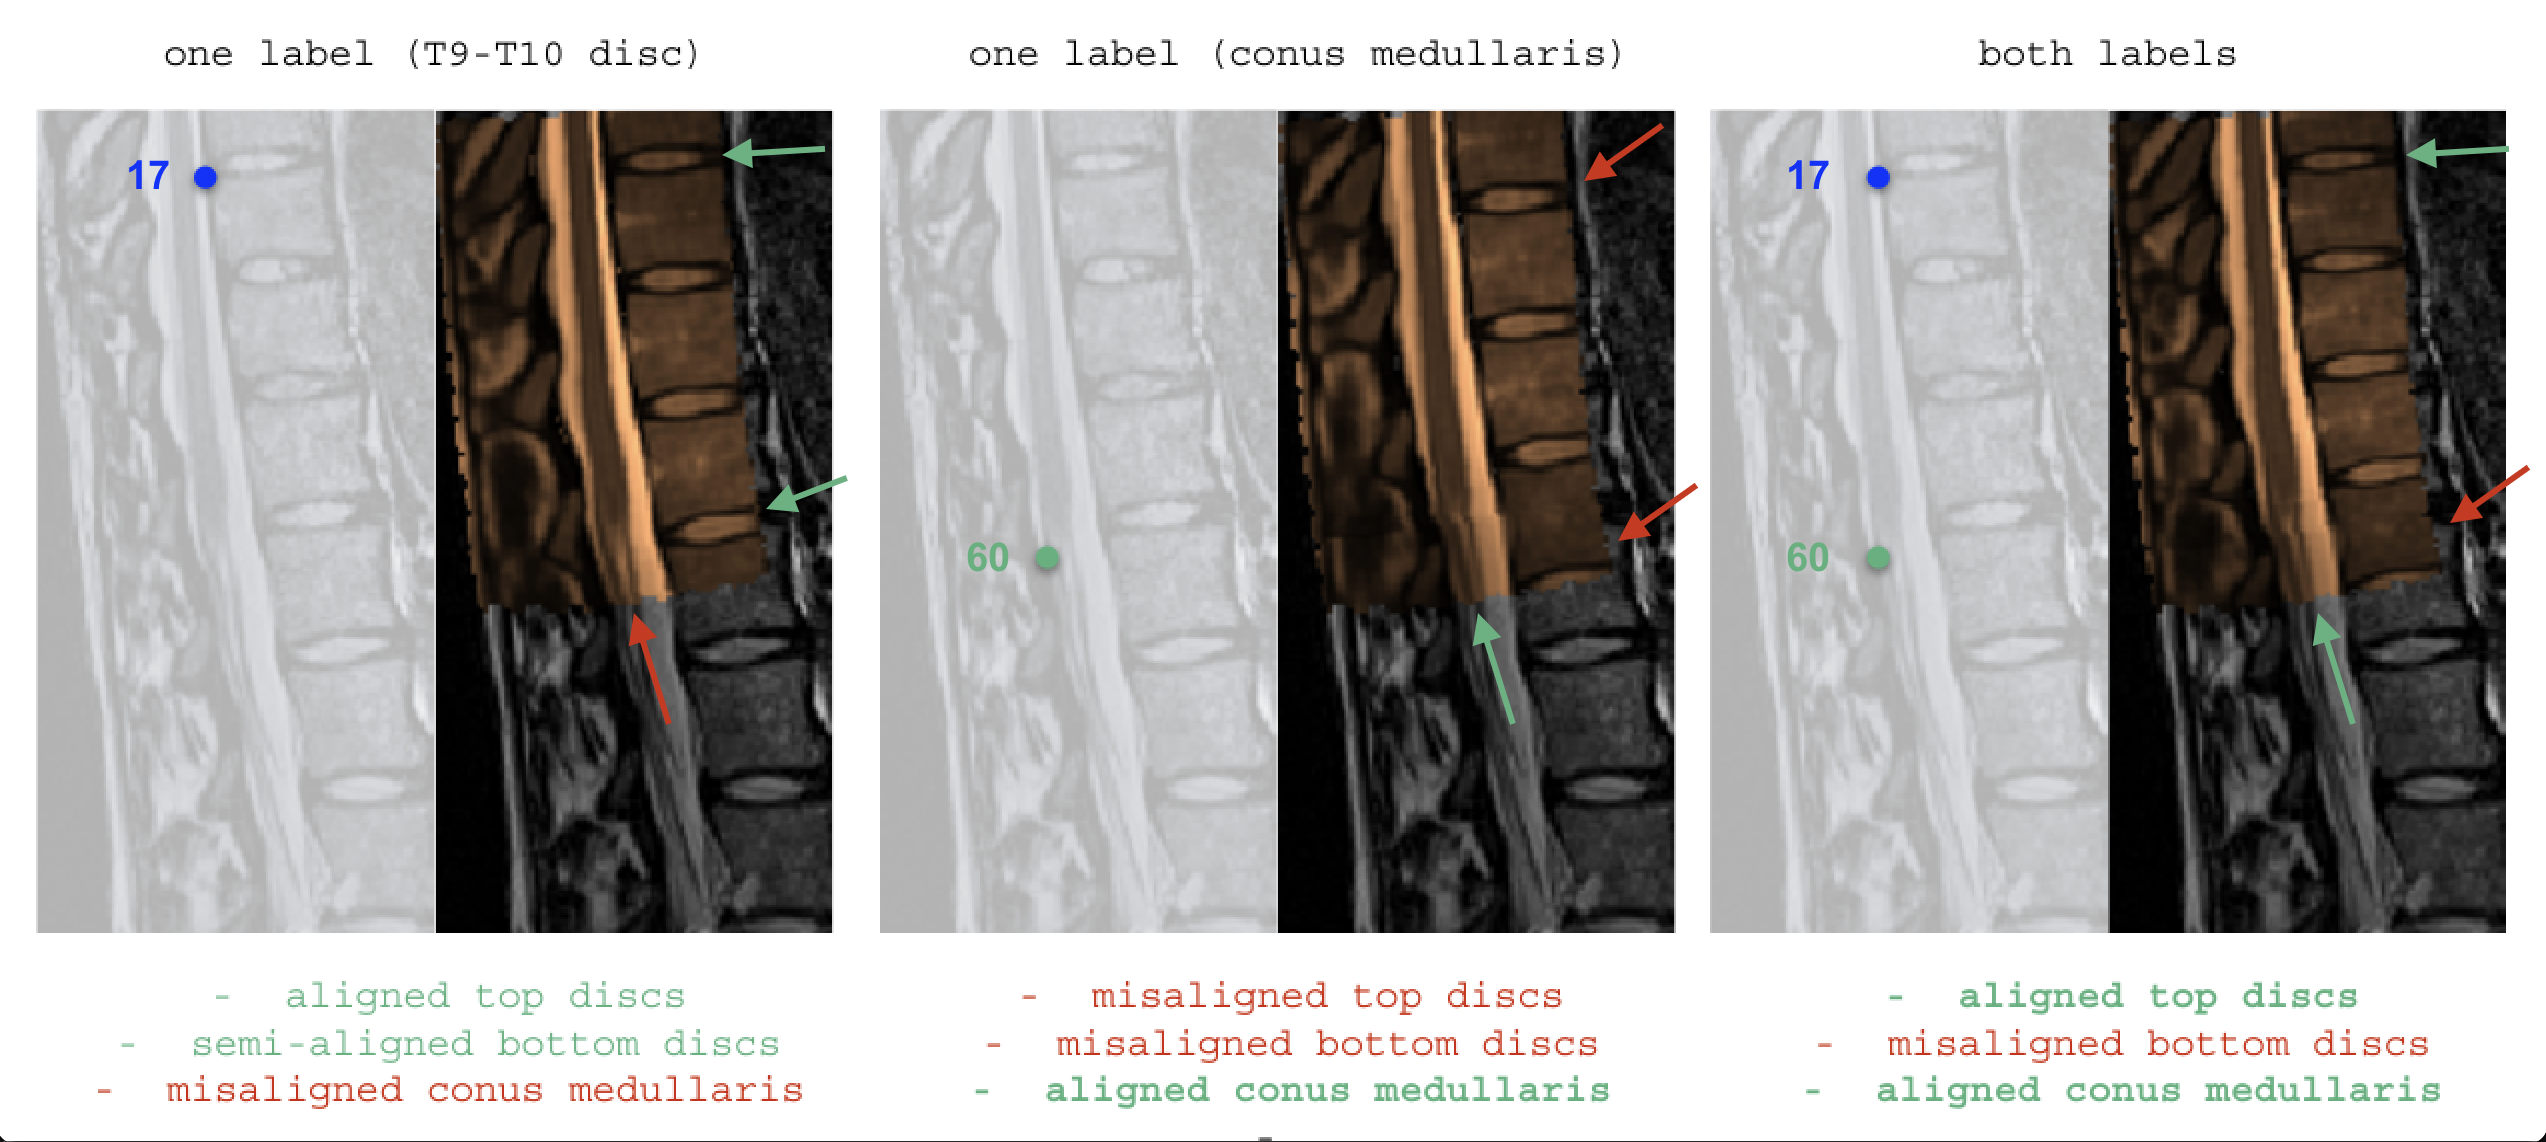 one label (T9-T10 disc)
one label (conus medullaris)
both labels
17
60
17
60
- aligned top discs
- semi-aligned bottom discs
- misaligned conus medullaris
- misaligned top discs
- misaligned bottom discs
- aligned conus medullaris
-
- aligned top discs
- misaligned bottom discs
- aligned conus medullaris